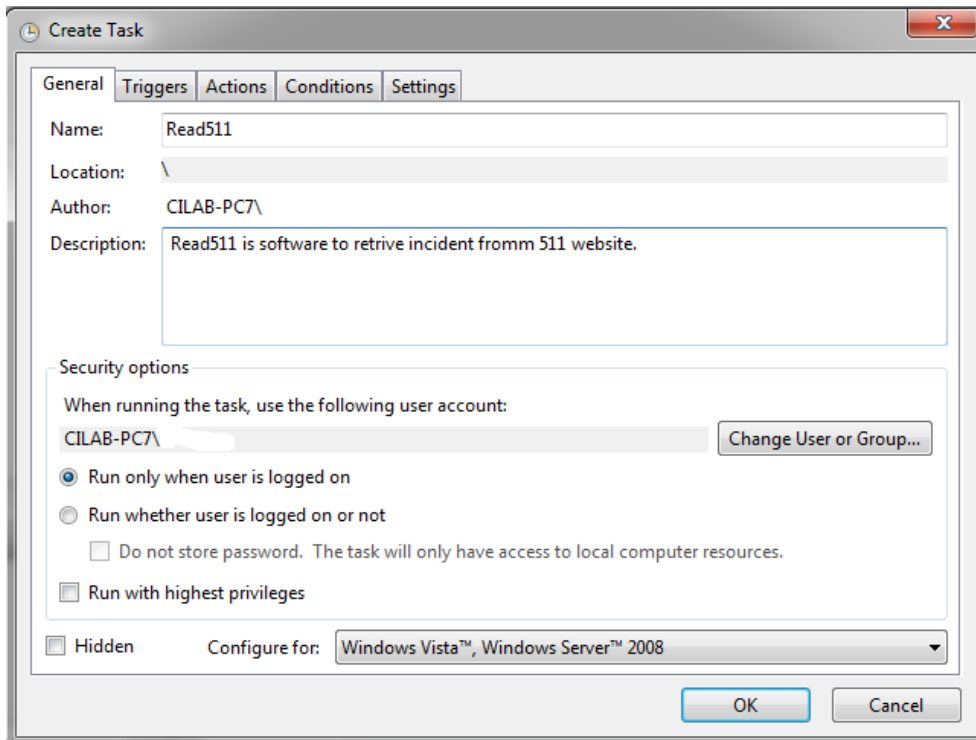 Create Task
General Triggers Actions Conditions Settings
Name: Read511
Location: \
Author: CILAB-PC7\
Description: Read511 is software to retrive incident fromm 511 website.
Security options
When running the task, use the following user account:
CILAB-PC7\ Change User or Group...
Run only when user is logged on
Run whether user is logged on or not
Do not store password. The task will only have access to local computer resources.
Run with highest privileges
Hidden Configure for: Windows Vista™, Windows Server™ 2008
OK Cancel